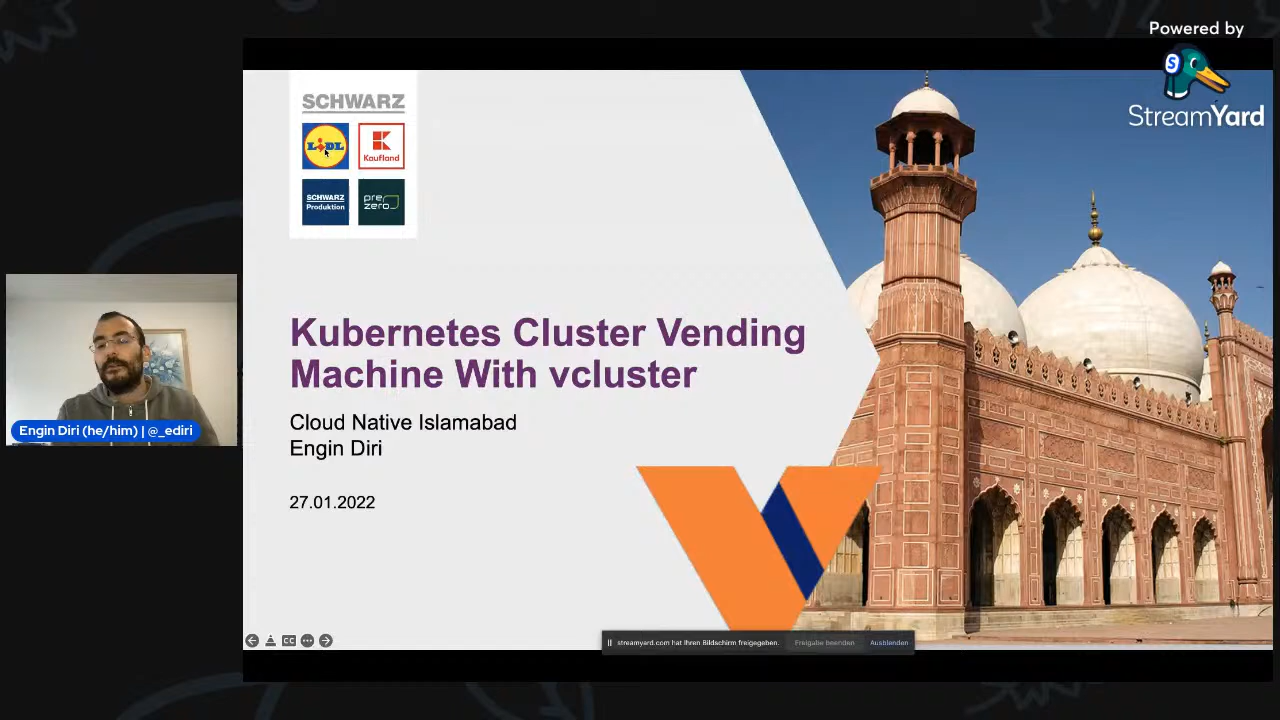 Powered by
StreamYard
SCHWARZ
LIDL
Kaufland
SCHWARZ
Produktion
pre
zero
Kubernetes Cluster Vending
Machine With vcluster
Cloud Native Islamabad
Engin Diri
27.01.2022
Engin Diri (he/him) | @_ediri
CC
streamyard.com hat Ihren Bildschirm freigegeben.
Freigabe beenden
Ausblenden